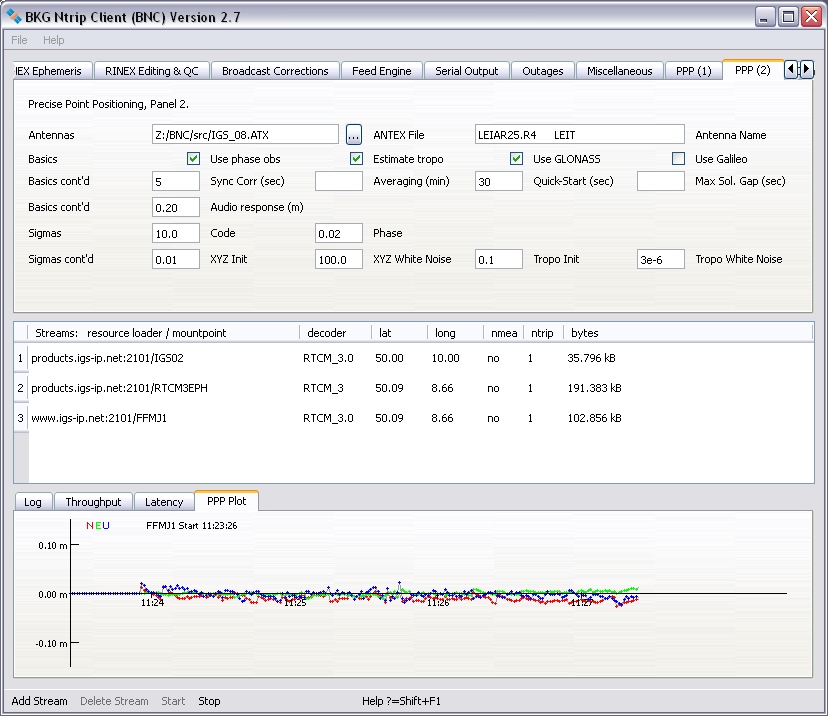 BKG Ntrip Client (BNC) Version 2.7
File Help
IEX Ephemeris RINEX Editing & QC Broadcast Corrections Feed Engine Serial Output Outages Miscellaneous PPP (1) PPP (2)
Precise Point Positioning, Panel 2.
Antennas Z:/BNC/src/IGS_08.ATX ... ANTEX File LEIAR25.R4 LEIT Antenna Name
Basics Use phase obs Estimate tropo Use GLONASS Use Galileo
Basics cont'd 5 Sync Corr (sec) Averaging (min) 30 Quick-Start (sec) Max Sol. Gap (sec)
Basics cont'd 0.20 Audio response (m)
Sigmas 10.0 Code 0.02 Phase
Sigmas cont'd 0.01 XYZ Init 100.0 XYZ White Noise 0.1 Tropo Init 3e-6 Tropo White Noise
Streams: resource loader / mountpoint decoder lat long nmea ntrip bytes
1 products.igs-ip.net:2101/IGS02 RTCM_3.0 50.00 10.00 no 1 35.796 kB
2 products.igs-ip.net:2101/RTCM3EPH RTCM_3 50.09 8.66 no 1 191.383 kB
3 www.igs-ip.net:2101/FFMJ1 RTCM_3.0 50.09 8.66 no 1 102.856 kB
Log Throughput Latency PPP Plot
NEU FFMJ1 Start 11:23:26
0.10 m
0.00 m
11:24 11:25 11:26 11:27
-0.10 m
Add Stream Delete Stream Start Stop Help ?=Shift+F1